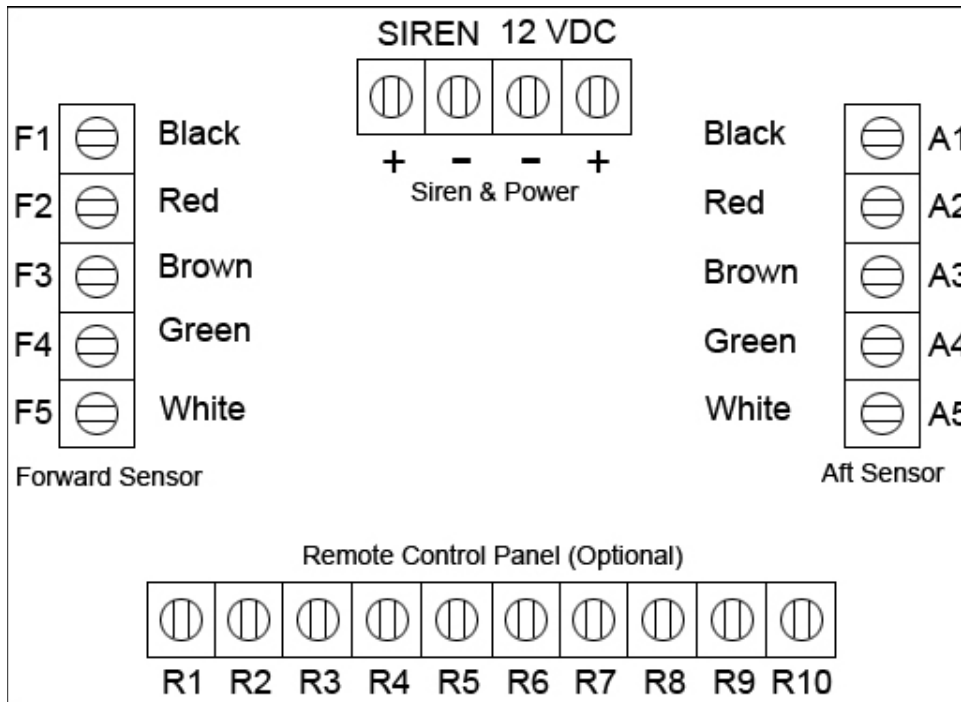 SIREN 12 VDC
+ - - +
Siren & Power
F1 Black
F2 Red
F3 Brown
F4 Green
F5 White
Forward Sensor
Black A1
Red A2
Brown A3
Green A4
White A5
Aft Sensor
Remote Control Panel (Optional)
R1 R2 R3 R4 R5 R6 R7 R8 R9 R10